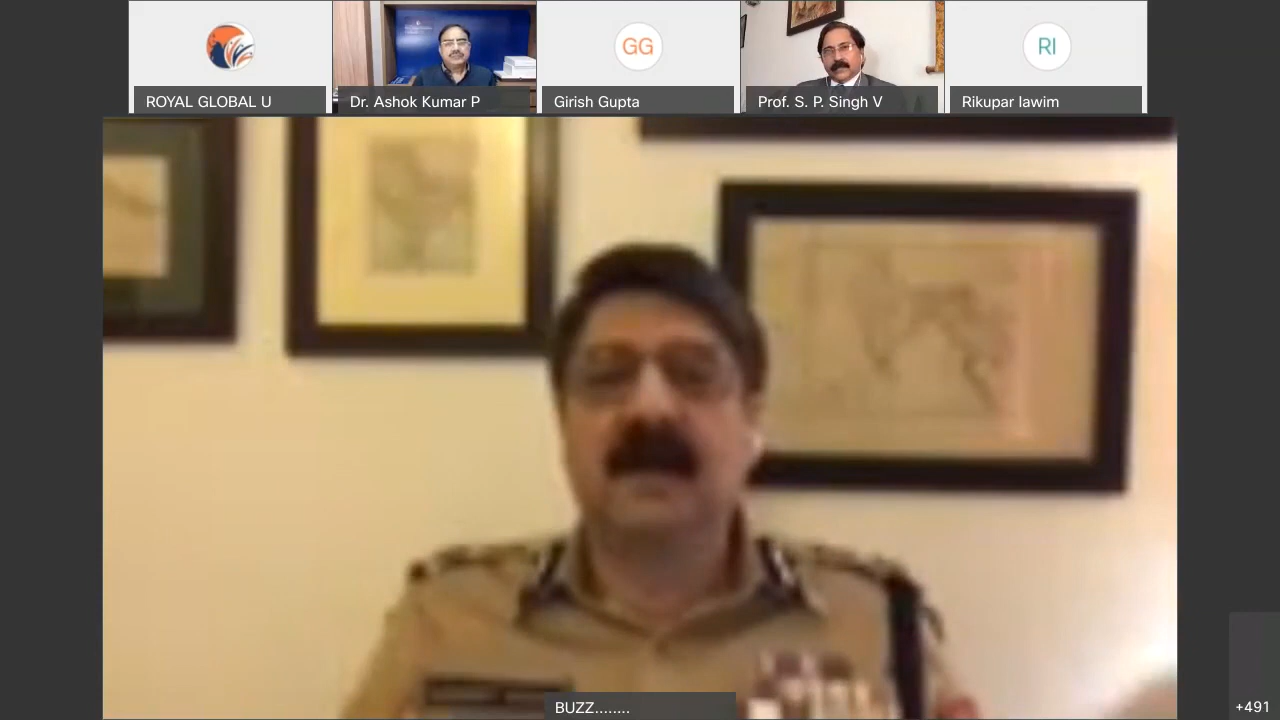 ROYAL GLOBAL U
Dr. Ashok Kumar P
GG
Girish Gupta
Prof. S. P. Singh V
RI
Rikupar lawim
BUZZ........
+491